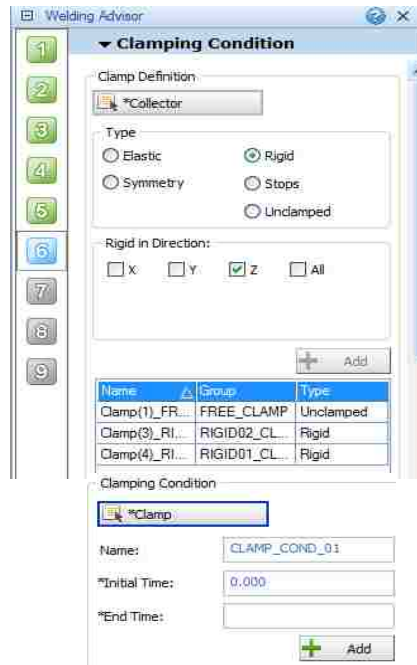 Welding Advisor
1
Clamping Condition
Clamp Definition
2
*Collector
3
Type
Elastic Rigid
4
Symmetry Stops
5
Unclamped
6
Rigid in Direction:
X Y Z All
7
8
Add
9
Name Group Type
Clamp(1)_FR... FREE_CLAMP Unclamped
Clamp(3)_RI... RIGID02_CL... Rigid
Clamp(4)_RI... RIGID01_CL... Rigid
Clamping Condition
*Clamp
Name: CLAMP_COND_01
*Initial Time: 0.000
*End Time:
Add